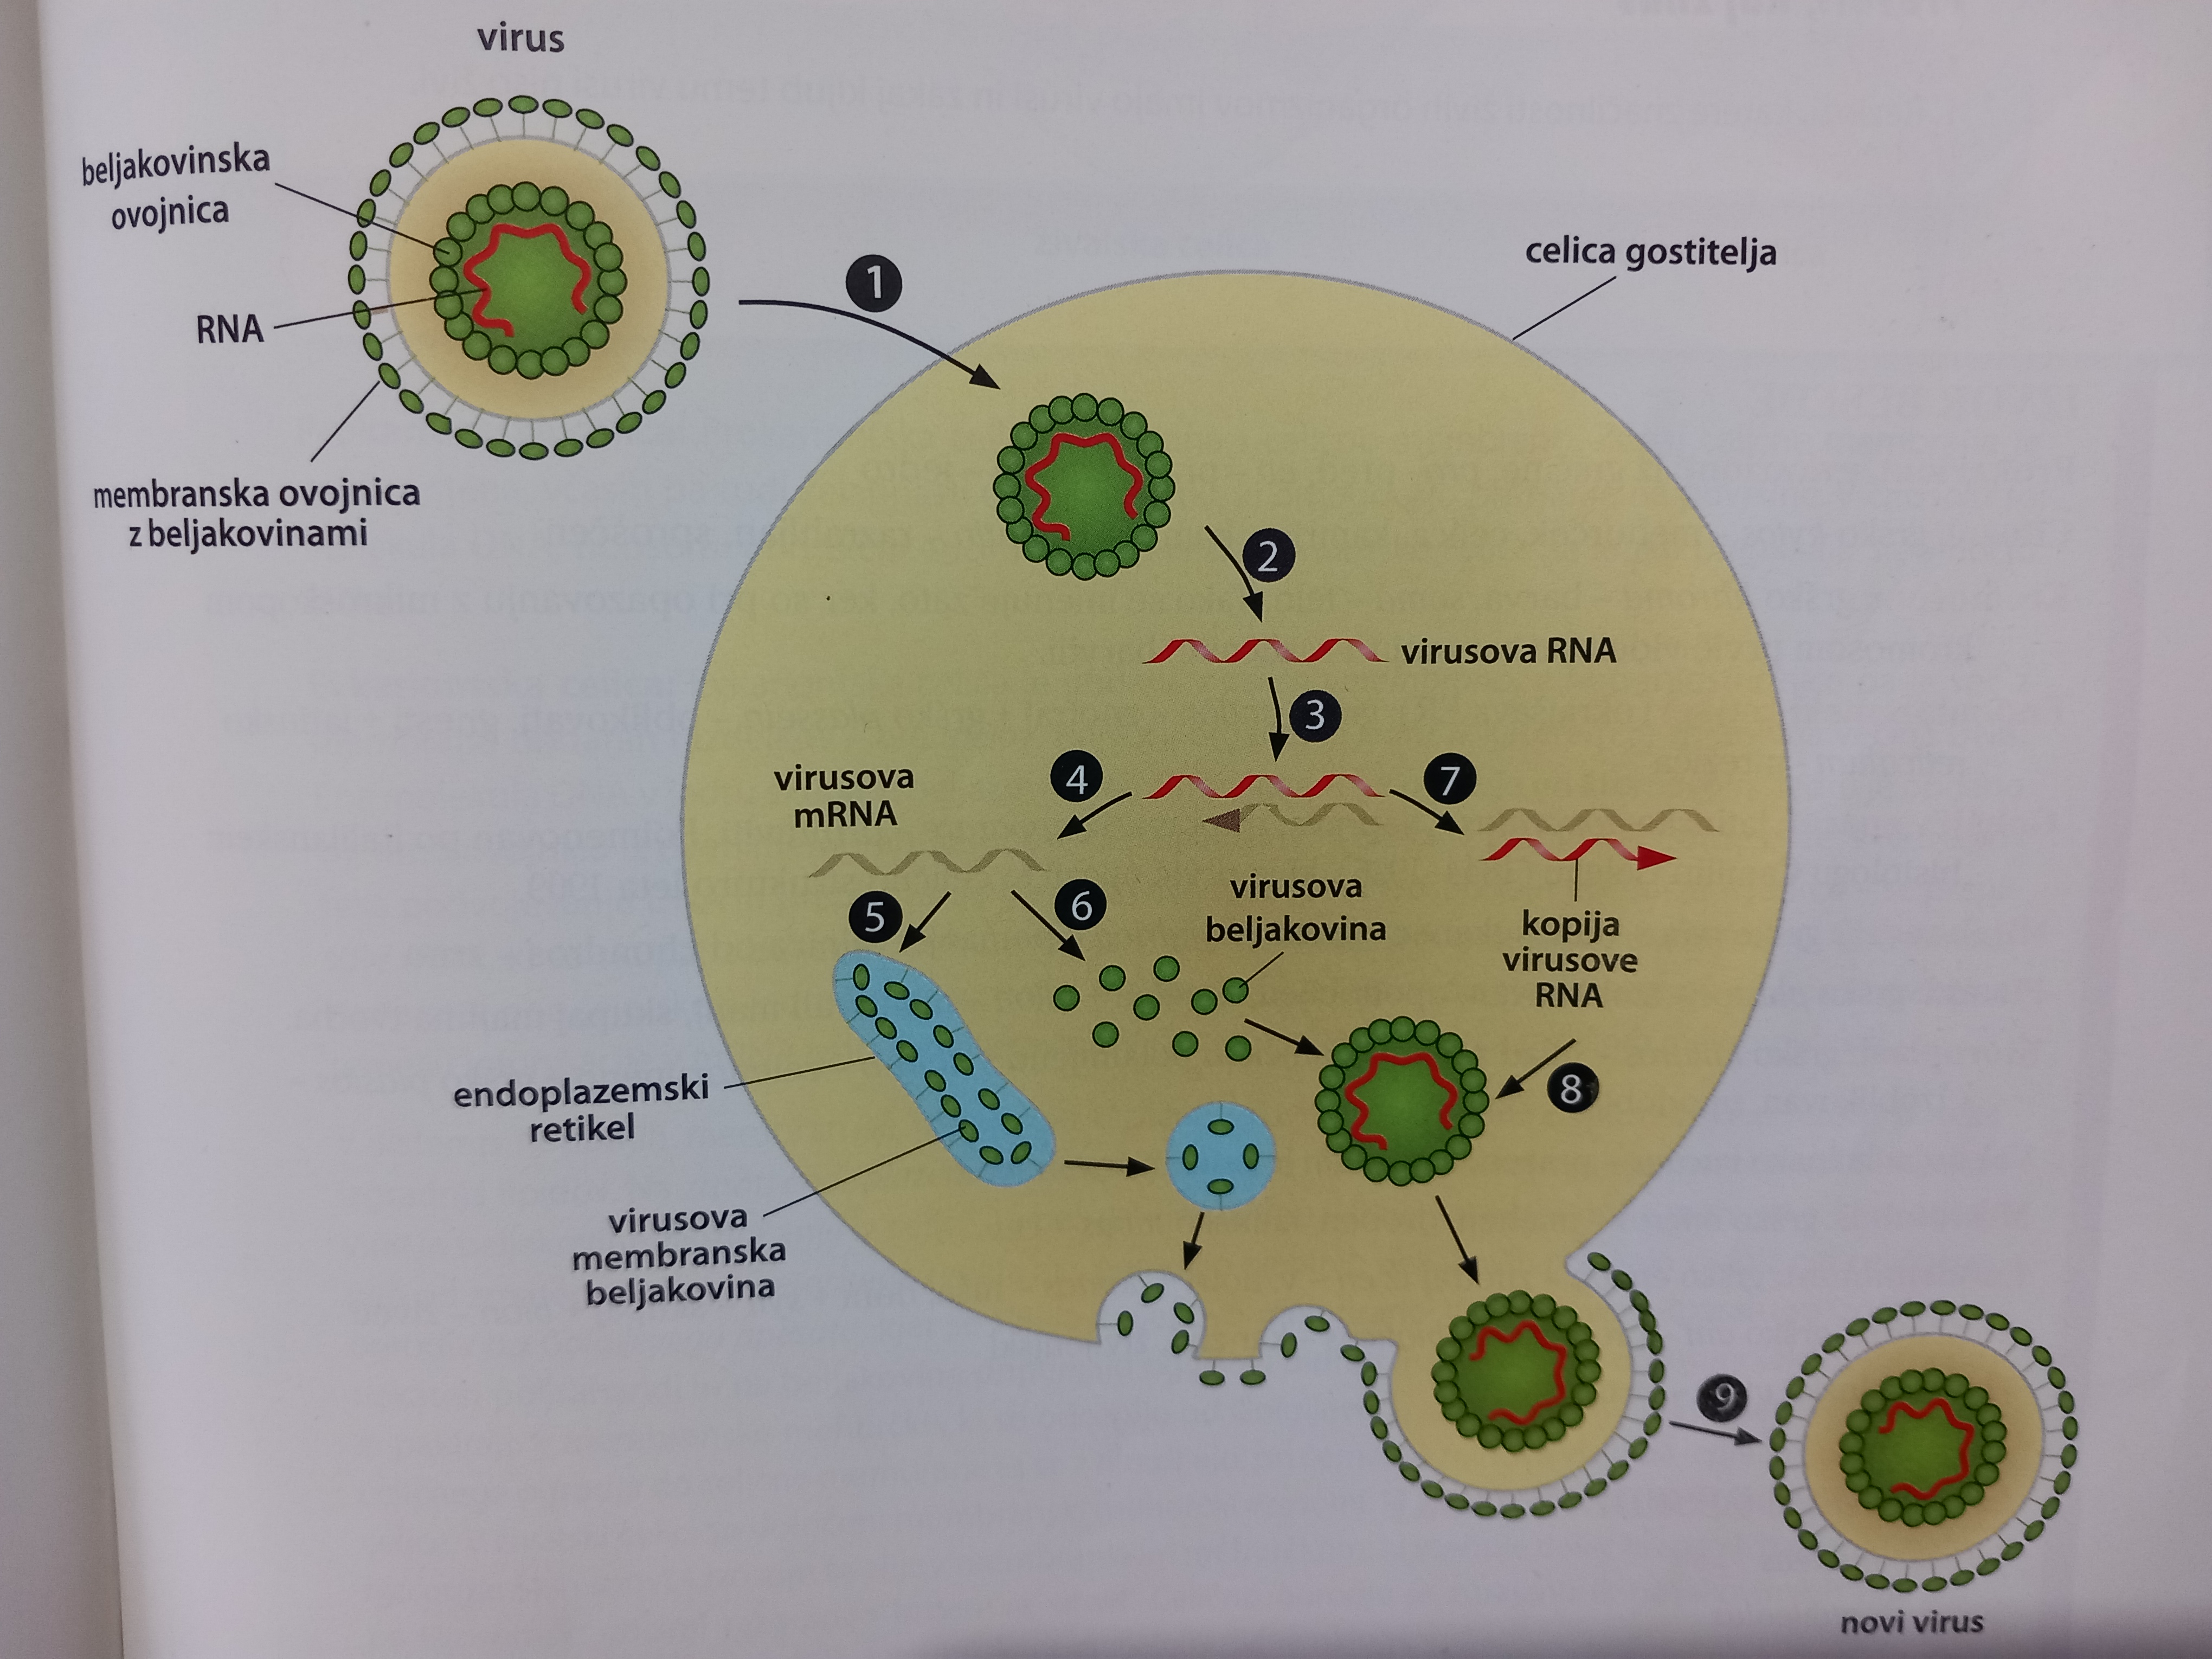 virus
beljakovinska
ovojnica
RNA
membranska ovojnica
z beljakovinami
1
celica gostitelja
2
virusova RNA
3
4
7
virusova
mRNA
5
6
virusova
beljakovina
kopija
virusove
RNA
8
endoplazemski
retikel
virusova
membranska
beljakovina
9
novi virus